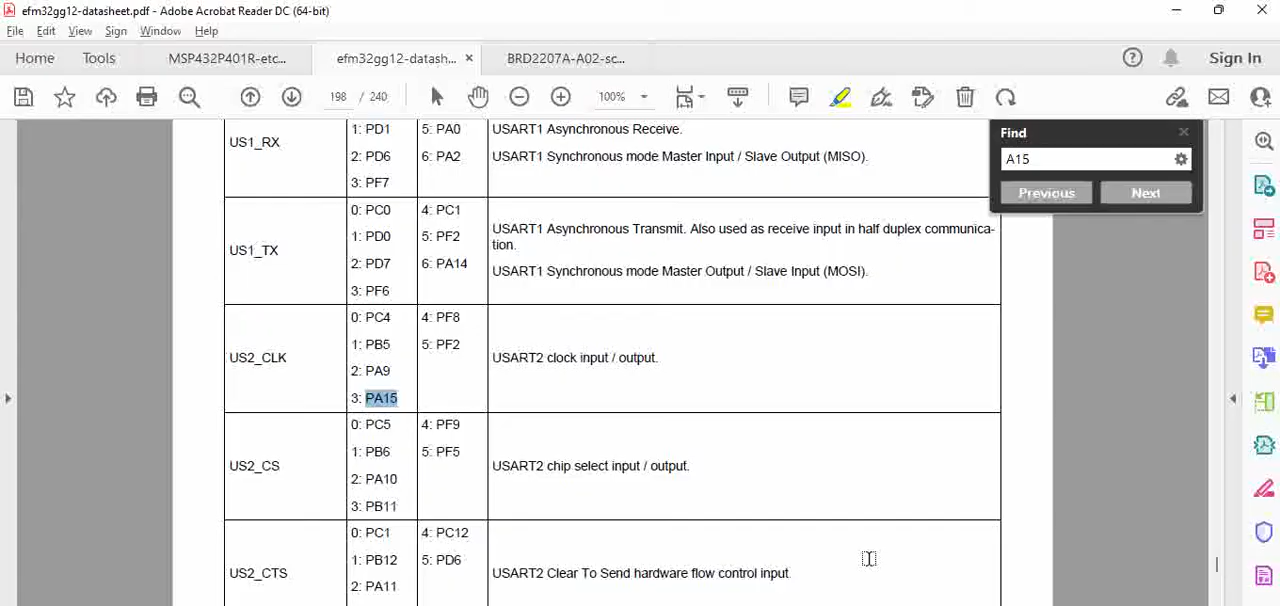 efm32gg12-datasheet.pdf - Adobe Acrobat Reader DC (64-bit)
File Edit View Sign Window Help
Home Tools MSP432P401R-etc... efm32gg12-datash... × BRD2207A-A02-sc... Sign In
198 / 240 100%
Find
A15
Previous Next
US1_RX
1: PD1 5: PA0
2: PD6 6: PA2
3: PF7
USART1 Asynchronous Receive.
USART1 Synchronous mode Master Input / Slave Output (MISO).
US1_TX
0: PC0 4: PC1
1: PD0 5: PF2
2: PD7 6: PA14
3: PF6
USART1 Asynchronous Transmit. Also used as receive input in half duplex communica-
tion.
USART1 Synchronous mode Master Output / Slave Input (MOSI).
US2_CLK
0: PC4 4: PF8
1: PB5 5: PF2
2: PA9
3: PA15
USART2 clock input / output.
US2_CS
0: PC5 4: PF9
1: PB6 5: PF5
2: PA10
3: PB11
USART2 chip select input / output.
US2_CTS
0: PC1 4: PC12
1: PB12 5: PD6
2: PA11
USART2 Clear To Send hardware flow control input.